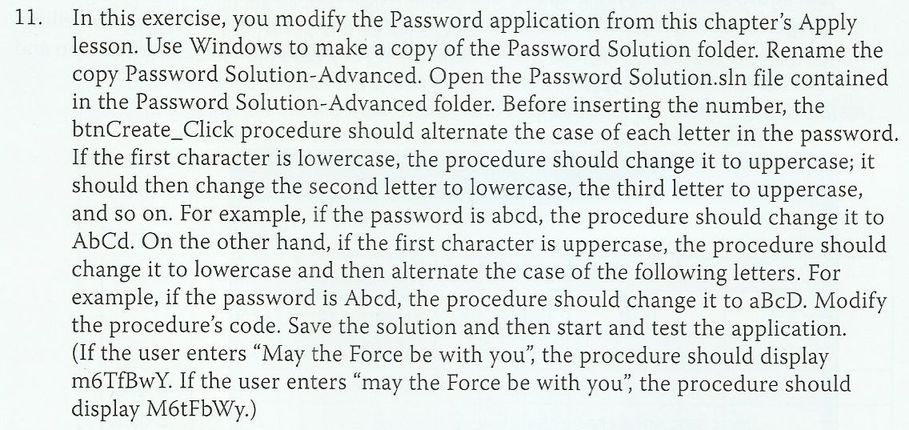 11. In this exercise, you modify the Password application from this chapter's Apply
lesson. Use Windows to make a copy of the Password Solution folder. Rename the
copy Password Solution-Advanced. Open the Password Solution.sln file contained
in the Password Solution-Advanced folder. Before inserting the number, the
btnCreate_Click procedure should alternate the case of each letter in the password.
If the first character is lowercase, the procedure should change it to uppercase; it
should then change the second letter to lowercase, the third letter to uppercase,
and so on. For example, if the password is abcd, the procedure should change it to
AbCd. On the other hand, if the first character is uppercase, the procedure should
change it to lowercase and then alternate the case of the following letters. For
example, if the password is Abcd, the procedure should change it to aBcD. Modify
the procedure's code. Save the solution and then start and test the application.
(If the user enters “May the Force be with you”, the procedure should display
m6TfBwY. If the user enters “may the Force be with you”, the procedure should
display M6tFbWy.)